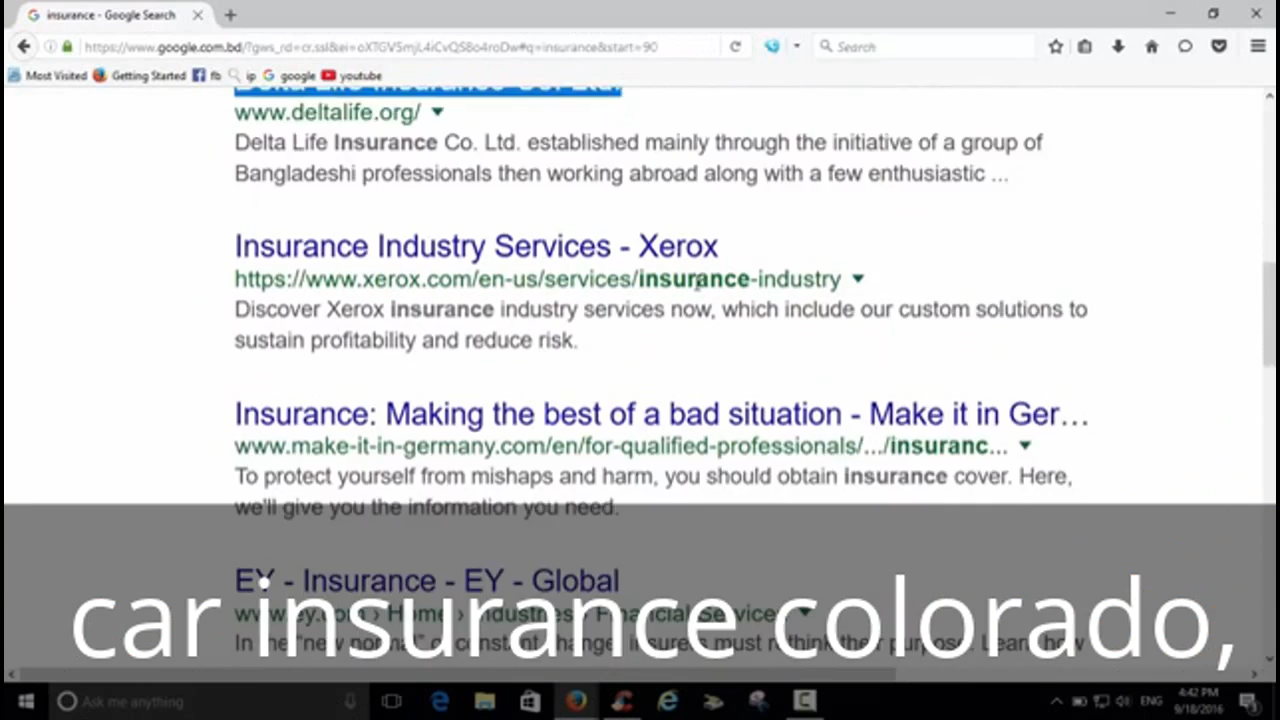 insurance - Google Search
https://www.google.com.bd/?gws_rd=cr,ssl&ei=oXTGV5mjL4iCvQSBo4roDw#q=insurance&start=90
Search
Most Visited Getting Started fb ip google youtube
Delta Life Insurance Co. Ltd.
www.deltalife.org/
Delta Life Insurance Co. Ltd. established mainly through the initiative of a group of
Bangladeshi professionals then working abroad along with a few enthusiastic ...
Insurance Industry Services - Xerox
https://www.xerox.com/en-us/services/insurance-industry
Discover Xerox Insurance industry services now, which include our custom solutions to
sustain profitability and reduce risk.
Insurance: Making the best of a bad situation - Make it in Ger...
www.make-it-in-germany.com/en/for-qualified-professionals/.../insuranc...
To protect yourself from mishaps and harm, you should obtain insurance cover. Here,
we'll give you the information you need.
EY - Insurance - EY - Global
www.ey.com › Home › Industries › Financial Services
In the "new normal" of constant change, insurers must rethink their purpose. Learn how
car insurance colorado,
Ask me anything
ENG
4:42 PM
9/18/2016